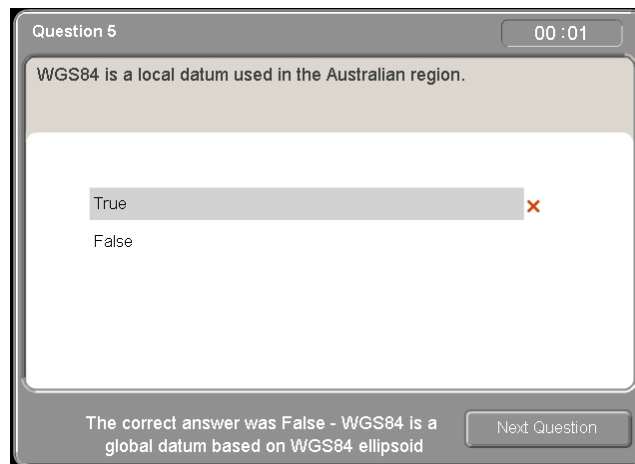 Question 5
00 :01
WGS84 is a local datum used in the Australian region.
True
False
The correct answer was False - WGS84 is a
global datum based on WGS84 ellipsoid
Next Question